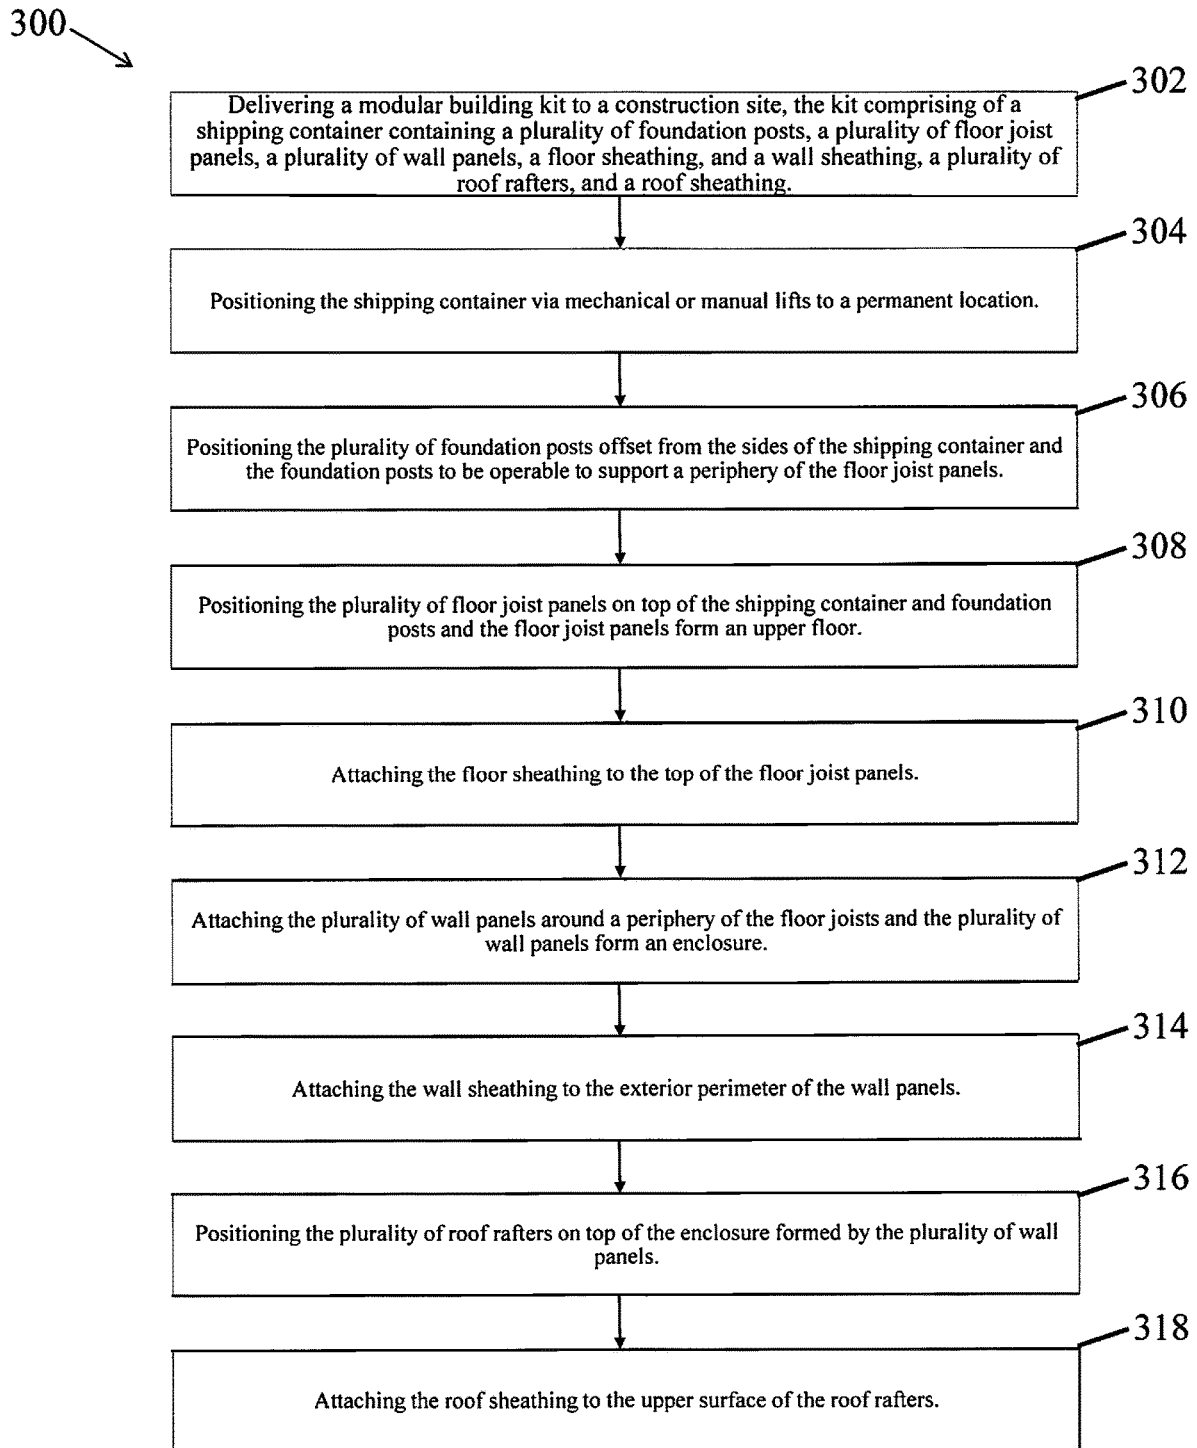 300
302
Delivering a modular building kit to a construction site, the kit comprising of a
shipping container containing a plurality of foundation posts, a plurality of floor joist
panels, a plurality of wall panels, a floor sheathing, and a wall sheathing, a plurality of
roof rafters, and a roof sheathing.
304
Positioning the shipping container via mechanical or manual lifts to a permanent location.
306
Positioning the plurality of foundation posts offset from the sides of the shipping container and
the foundation posts to be operable to support a periphery of the floor joist panels.
308
Positioning the plurality of floor joist panels on top of the shipping container and foundation
posts and the floor joist panels form an upper floor.
310
Attaching the floor sheathing to the top of the floor joist panels.
312
Attaching the plurality of wall panels around a periphery of the floor joists and the plurality of
wall panels form an enclosure.
314
Attaching the wall sheathing to the exterior perimeter of the wall panels.
316
Positioning the plurality of roof rafters on top of the enclosure formed by the plurality of wall
panels.
318
Attaching the roof sheathing to the upper surface of the roof rafters.